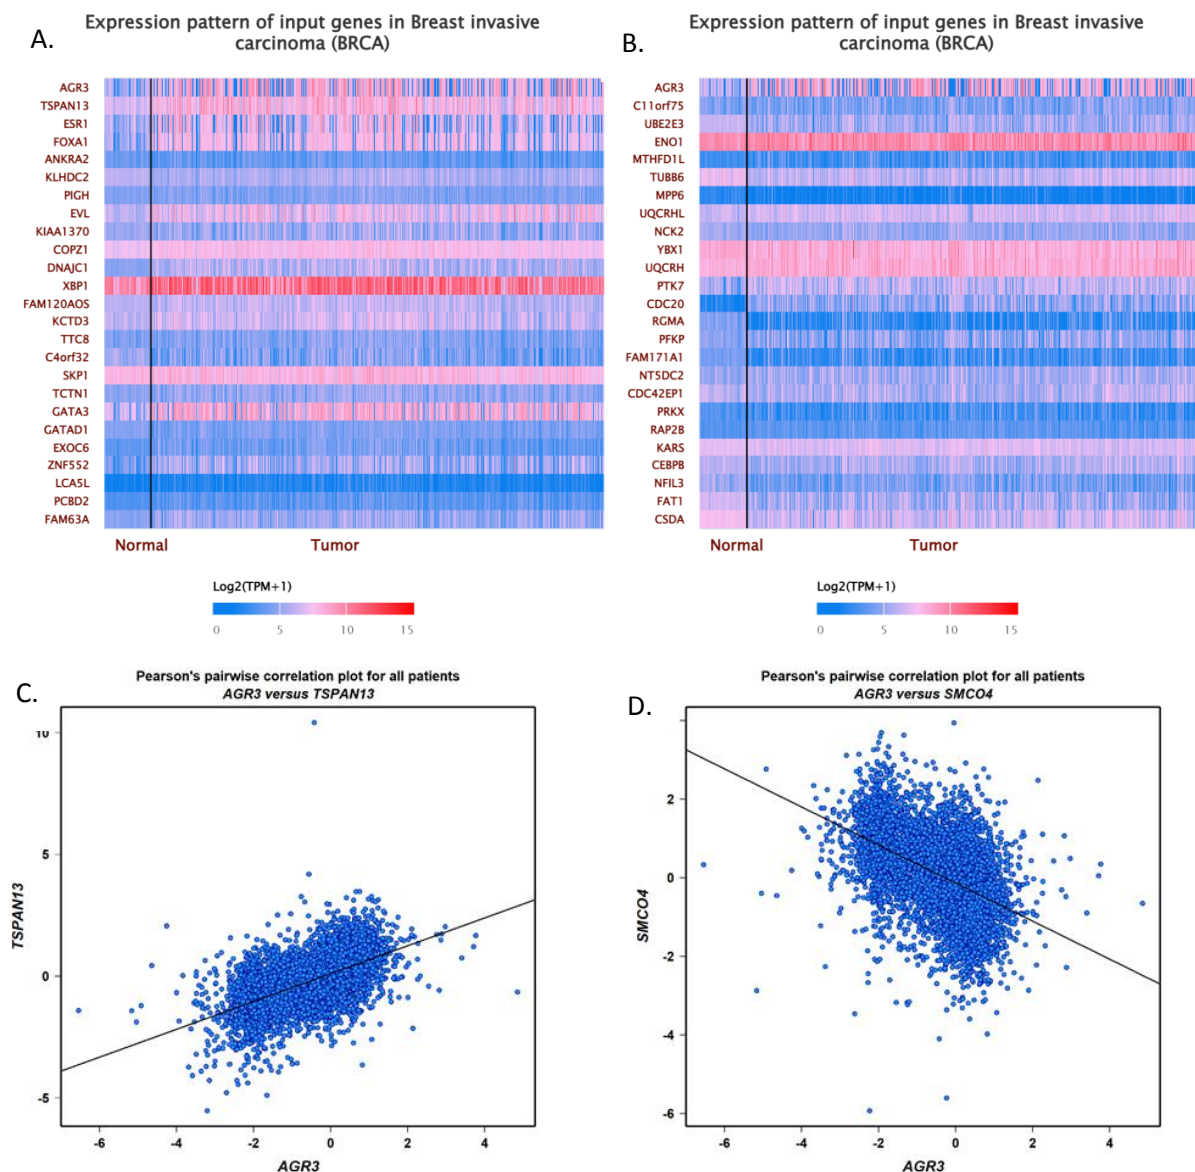 A.
Expression pattern of input genes in Breast invasive
carcinoma (BRCA)
AGR3
TSPAN13
ESR1
FOXA1
ANKRA2
KLHDC2
PIGH
EVL
KIAA1370
COPZ1
DNAJC1
XBP1
FAM120AOS
KCTD3
TTC8
C4orf32
SKP1
TCTN1
GATA3
GATAD1
EXOC6
ZNF552
LCA5L
PCBD2
FAM63A
Normal Tumor
Log2(TPM+1)
0 5 10 15
B.
Expression pattern of input genes in Breast invasive
carcinoma (BRCA)
AGR3
C11orf75
UBE2E3
ENO1
MTHFD1L
TUBB6
MPP6
UQCRHL
NCK2
YBX1
UQCRH
PTK7
CDC20
RGMA
PFKP
FAM171A1
NT5DC2
CDC42EP1
PRKX
RAP2B
KARS
CEBPB
NFIL3
FAT1
CSDA
Normal Tumor
Log2(TPM+1)
0 5 10 15
C.
Pearson's pairwise correlation plot for all patients
AGR3 versus TSPAN13
10
5
0
-5
TSPAN13
-6 -4 -2 0 2 4
AGR3
D.
Pearson's pairwise correlation plot for all patients
AGR3 versus SMCO4
2
0
-2
-4
-6
SMCO4
-6 -4 -2 0 2 4
AGR3